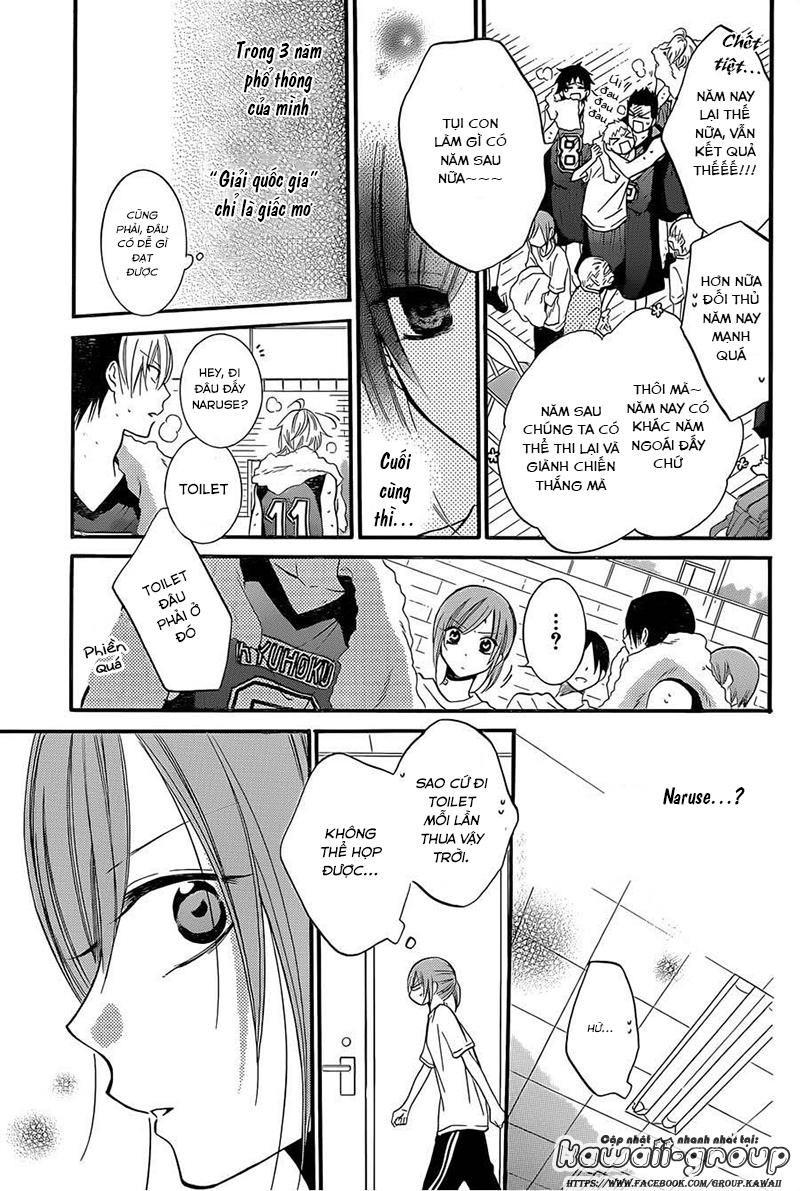 Chết
tiệt...
NĂM NAY
LẠI THẾ
NỮA, VẪN
KẾT QUẢ
THẾẾẾ!!!
Úi
đau
đau
đau
TỤI CON
LÀM GÌ CÓ
NĂM SAU
NỮA~~~
HƠN NỮA
ĐỐI THỦ
NĂM NAY
MẠNH
QUÁ
THÔI MÀ~
NĂM NAY CÓ
KHÁC NĂM
NGOÁI ĐẤY
CHỨ
NĂM SAU
CHÚNG TA CÓ
THỂ THI LẠI VÀ
GIÀNH CHIẾN
THẮNG MÀ
Trong 3 năm
phổ thông
của mình
"Giải quốc gia"
chỉ là giấc mơ
CŨNG
PHẢI, ĐÂU
CÓ DỄ GÌ
ĐẠT
ĐƯỢC
Cuối
cùng
thì...
HEY, ĐI
ĐÂU ĐẤY
NARUSE?
TOILET
11
8
...?
TOILET
ĐÂU
PHẢI Ở
ĐÓ
Phiền
Quá
KYUHOKU
Naruse...?
HỬ...
SAO CỨ ĐI
TOILET
MỖI LẦN
THUA VẬY
TRỜI.
KHÔNG
THỂ HỌP
ĐƯỢC...
Cập nhật nhanh nhất tại:
kawaii-group
HTTPS://WWW.FACEBOOK.COM/GROUP.KAWAII